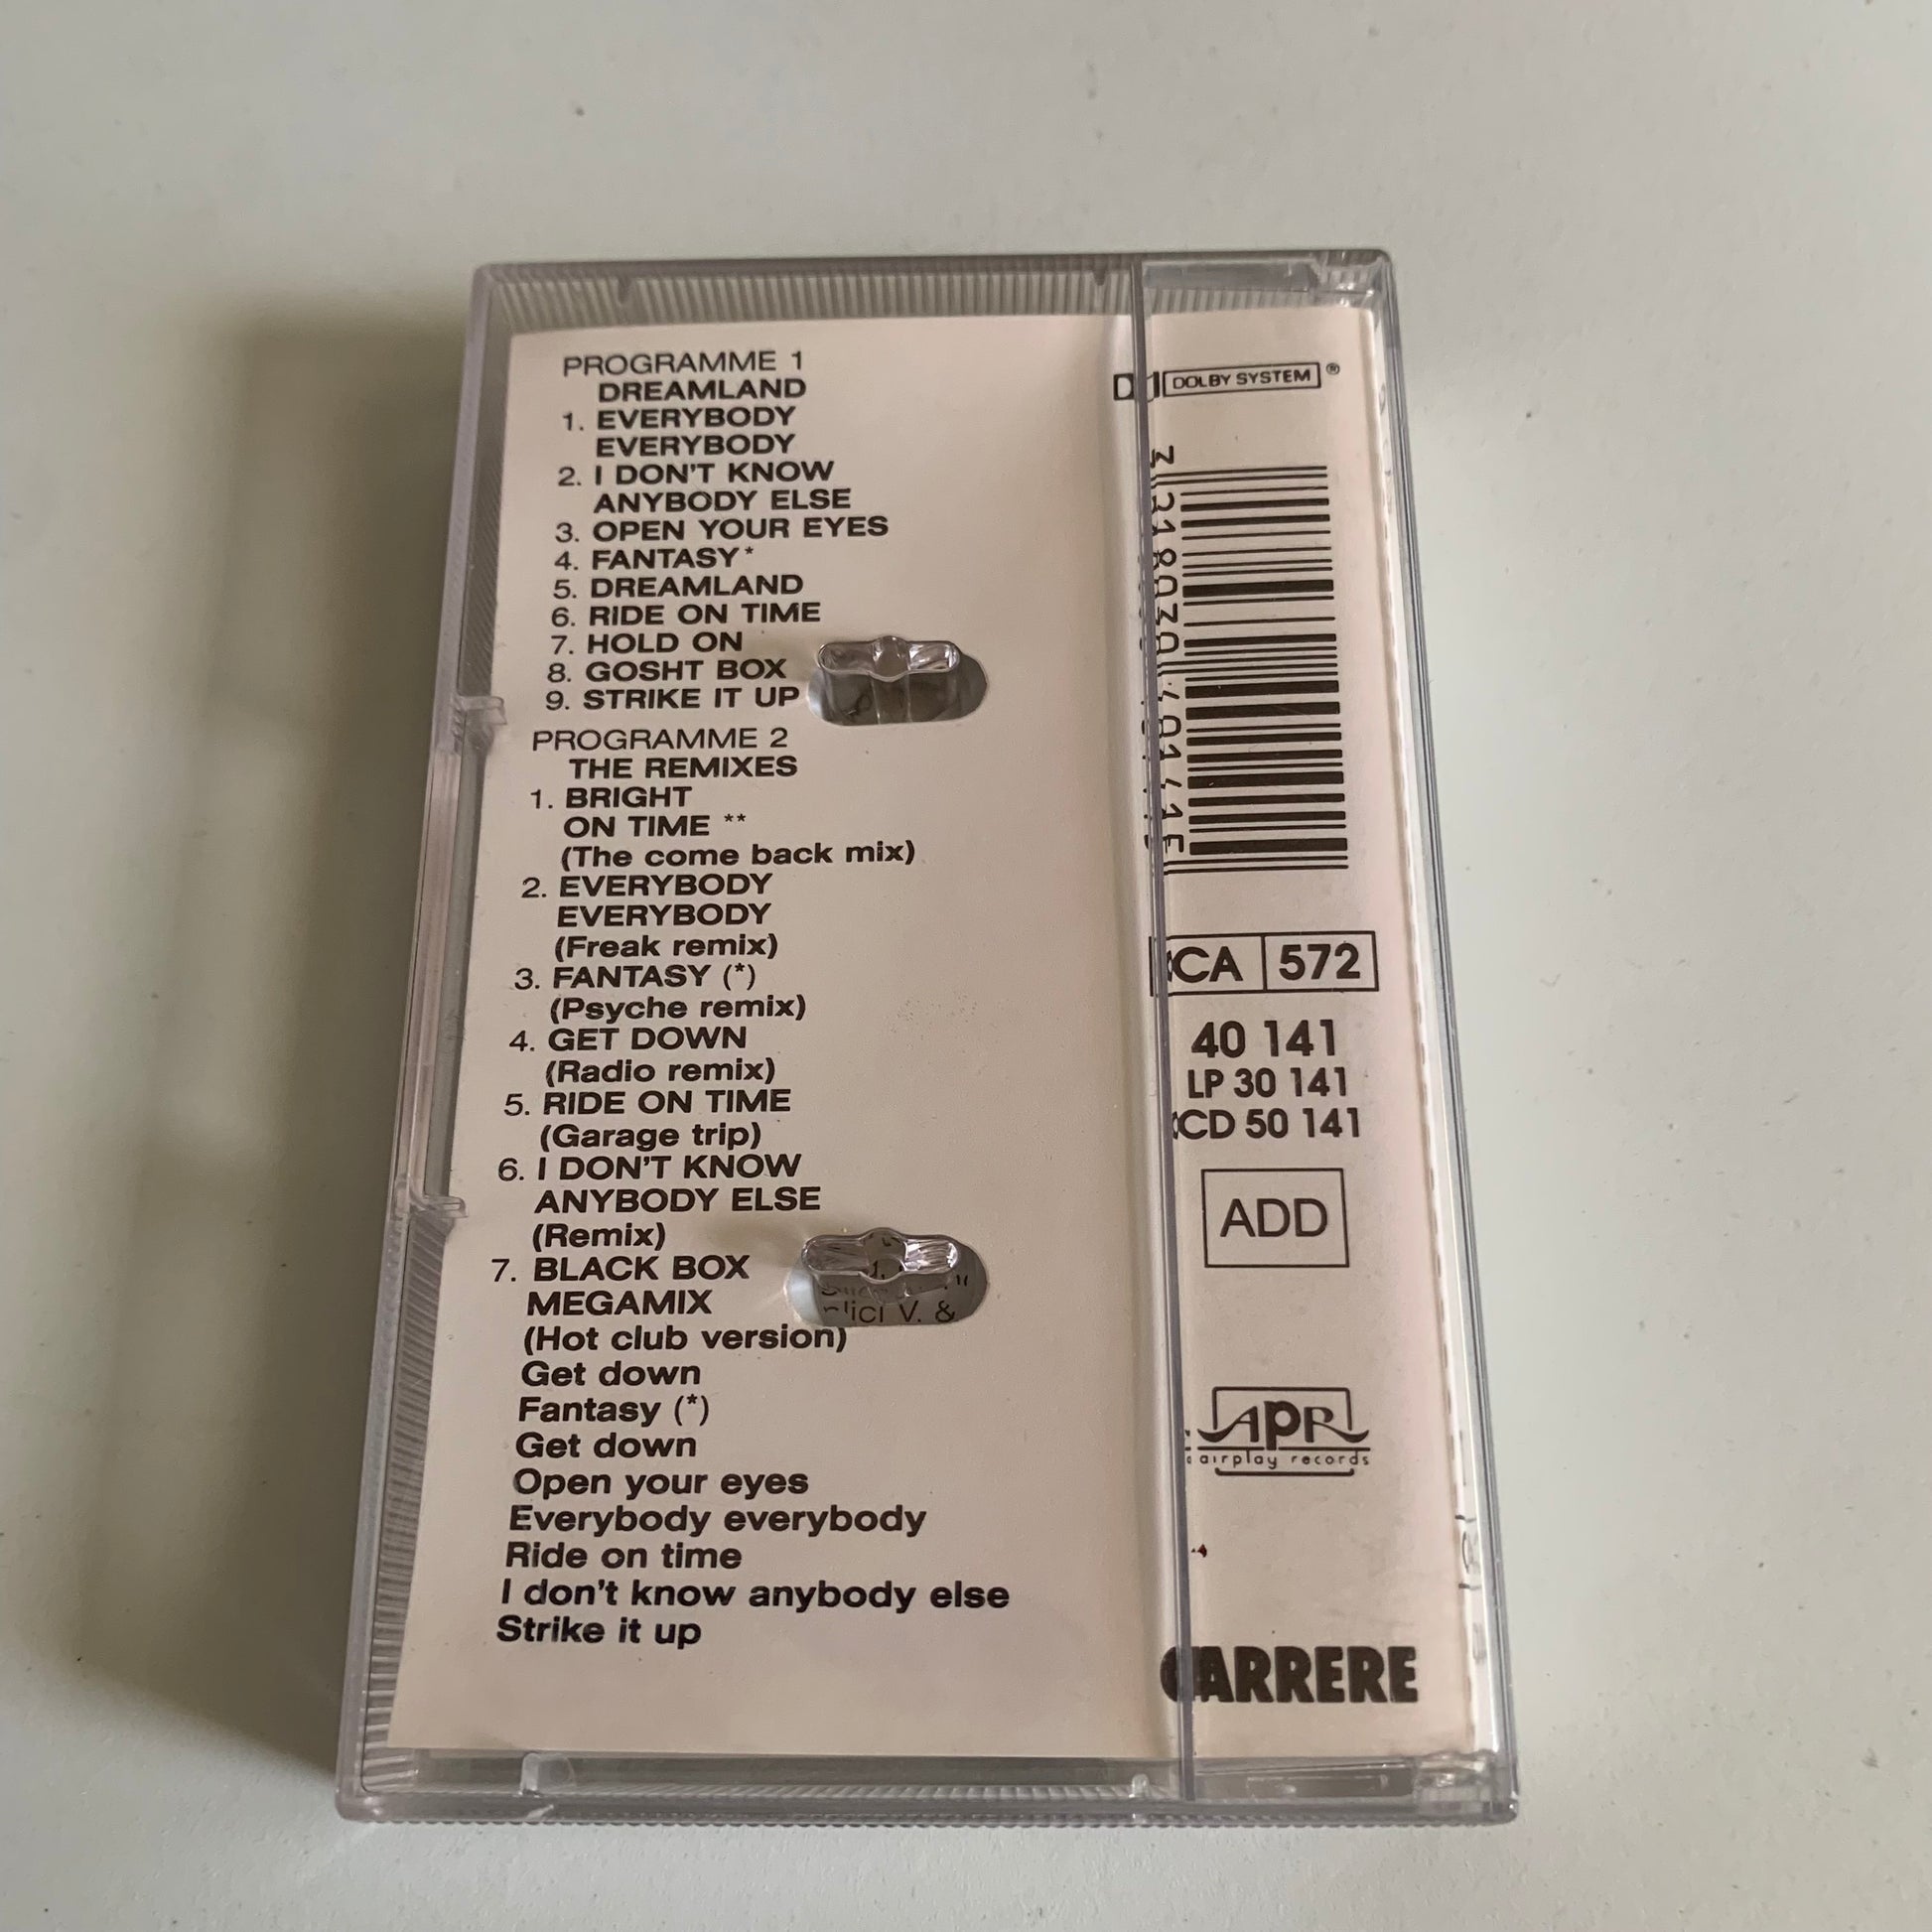 PROGRAMME 1
DREAMLAND
1. EVERYBODY
EVERYBODY
2. I DON'T KNOW
ANYBODY ELSE
3. OPEN YOUR EYES
4. FANTASY*
5. DREAMLAND
6. RIDE ON TIME
7. HOLD ON
8. GOSHT BOX
9. STRIKE IT UP
PROGRAMME 2
THE REMIXES
1. BRIGHT
ON TIME **
(The come back mix)
2. EVERYBODY
EVERYBODY
(Freak remix)
3. FANTASY (*)
(Psyche remix)
4. GET DOWN
(Radio remix)
5. RIDE ON TIME
(Garage trip)
6. I DON'T KNOW
ANYBODY ELSE
(Remix)
7. BLACK BOX
MEGAMIX
(Hot club version)
Get down
Fantasy (*)
Get down
Open your eyes
Everybody everybody
Ride on time
I don't know anybody else
Strike it up
V. &
DOLBY SYSTEM ®
CA 572
40 141
LP 30 141
CD 50 141
ADD
APR
airplay records
CARRERE